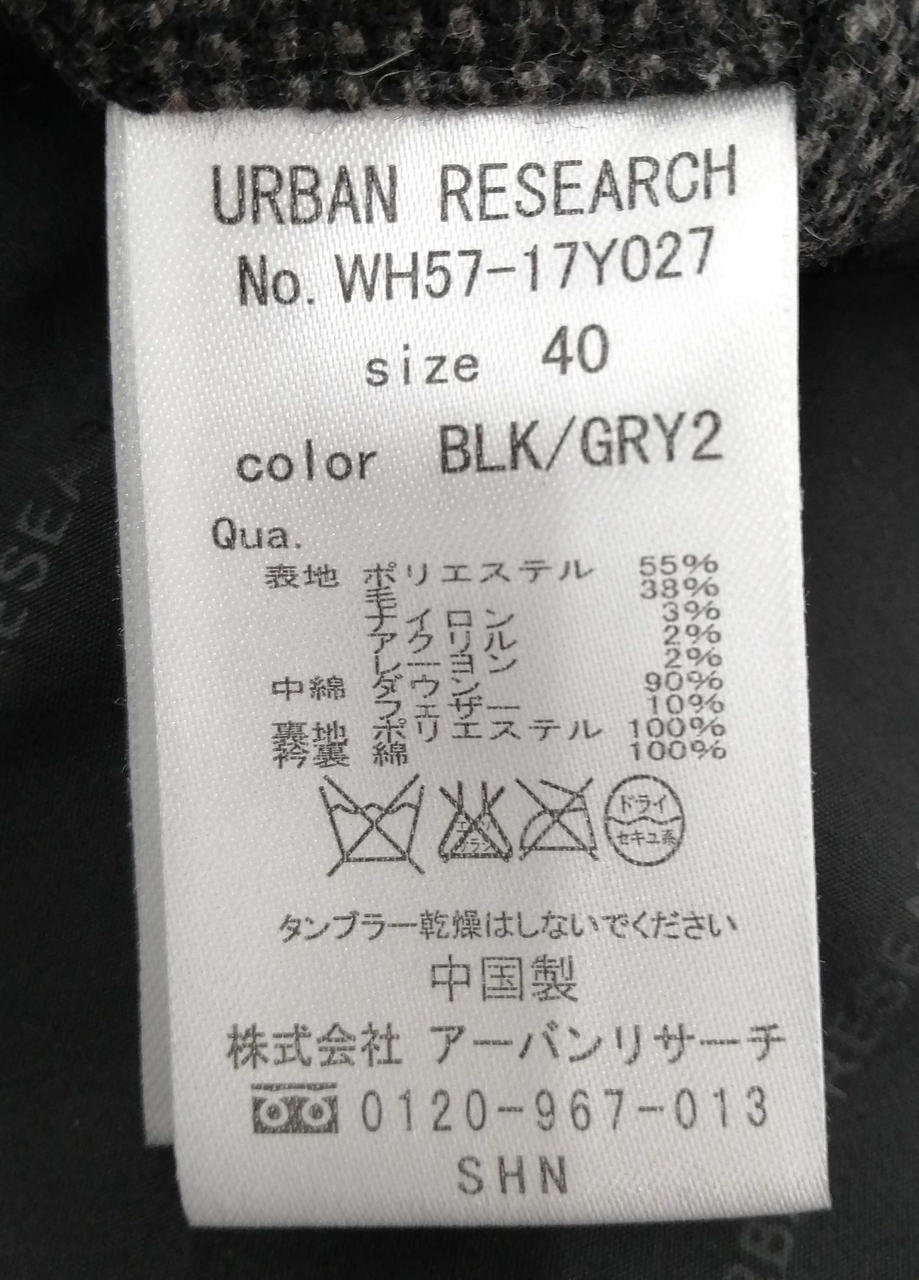 URBAN RESEARCH
No. WH57-17Y027
size 40
color BLK/GRY2
Qua.
表地 ポリエステル 55%
毛 38%
ナイロン 3%
アクリル 2%
レーヨン 2%
中綿 ダウン 90%
フェザー 10%
裏地 ポリエステル 100%
衿裏 綿 100%
ドライ
セキユ系
タンブラー乾燥はしないでください
中国製
株式会社 アーバンリサーチ
0120-967-013
SHN